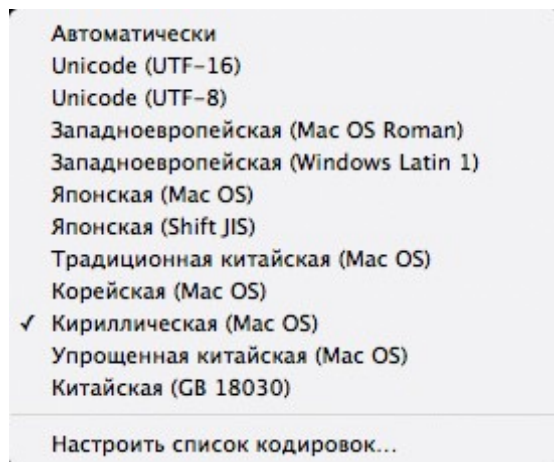 Автоматически
Unicode (UTF-16)
Unicode (UTF-8)
Западноевропейская (Mac OS Roman)
Западноевропейская (Windows Latin 1)
Японская (Mac OS)
Японская (Shift JIS)
Традиционная китайская (Mac OS)
Корейская (Mac OS)
✓ Кириллическая (Mac OS)
Упрощенная китайская (Mac OS)
Китайская (GB 18030)
Настроить список кодировок...